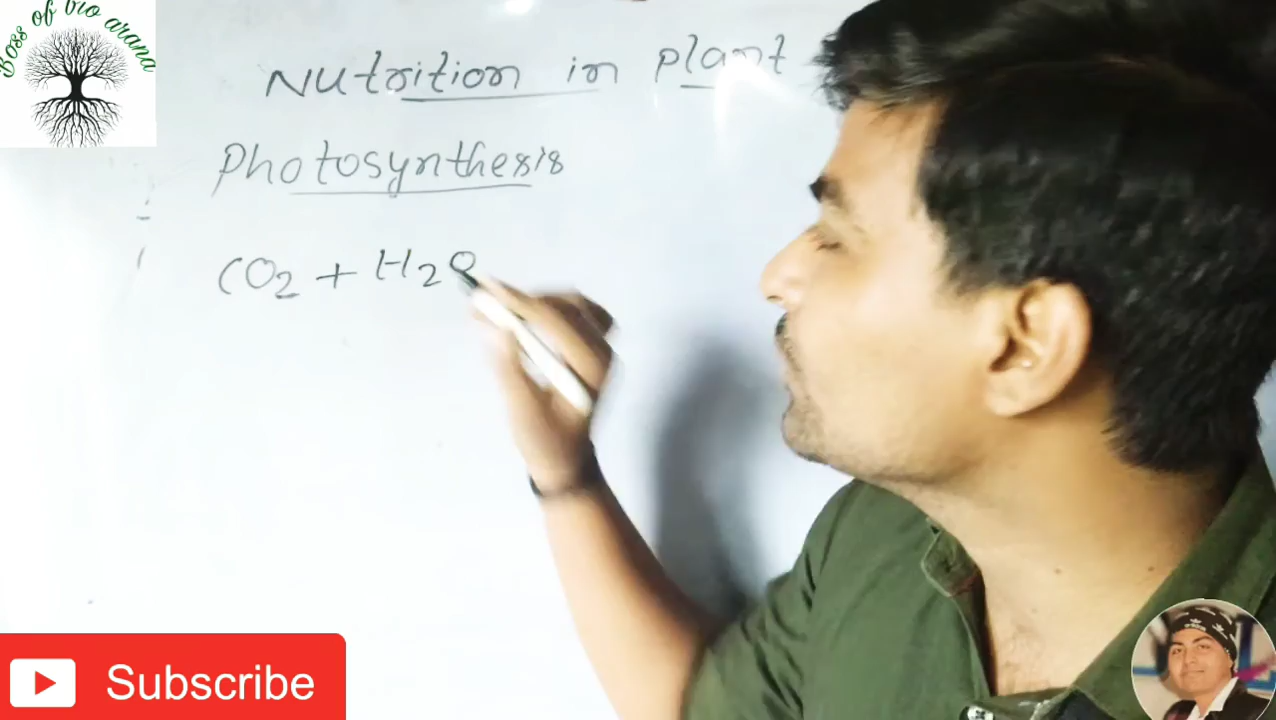 Boss of bio arana
Nutrition in plant
Photosynthesis
CO2 + H2O
Subscribe